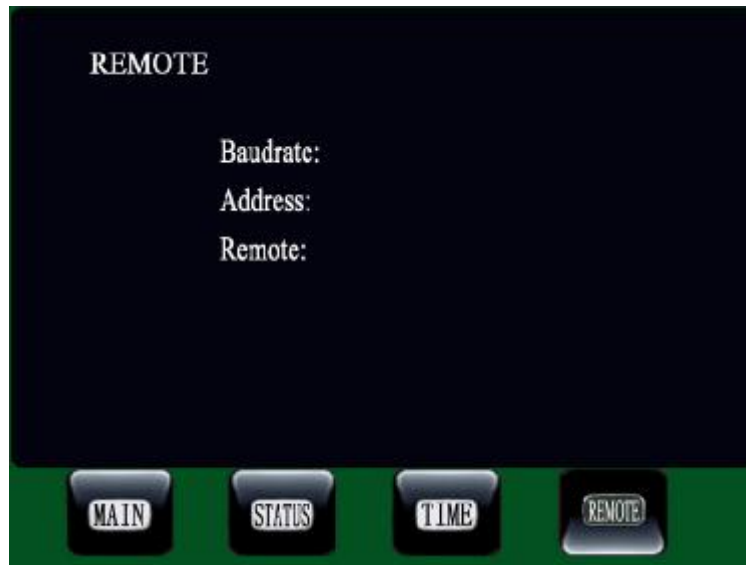 REMOTE
Baudrate:
Address:
Remote:
MAIN
STATUS
TIME
REMOTE